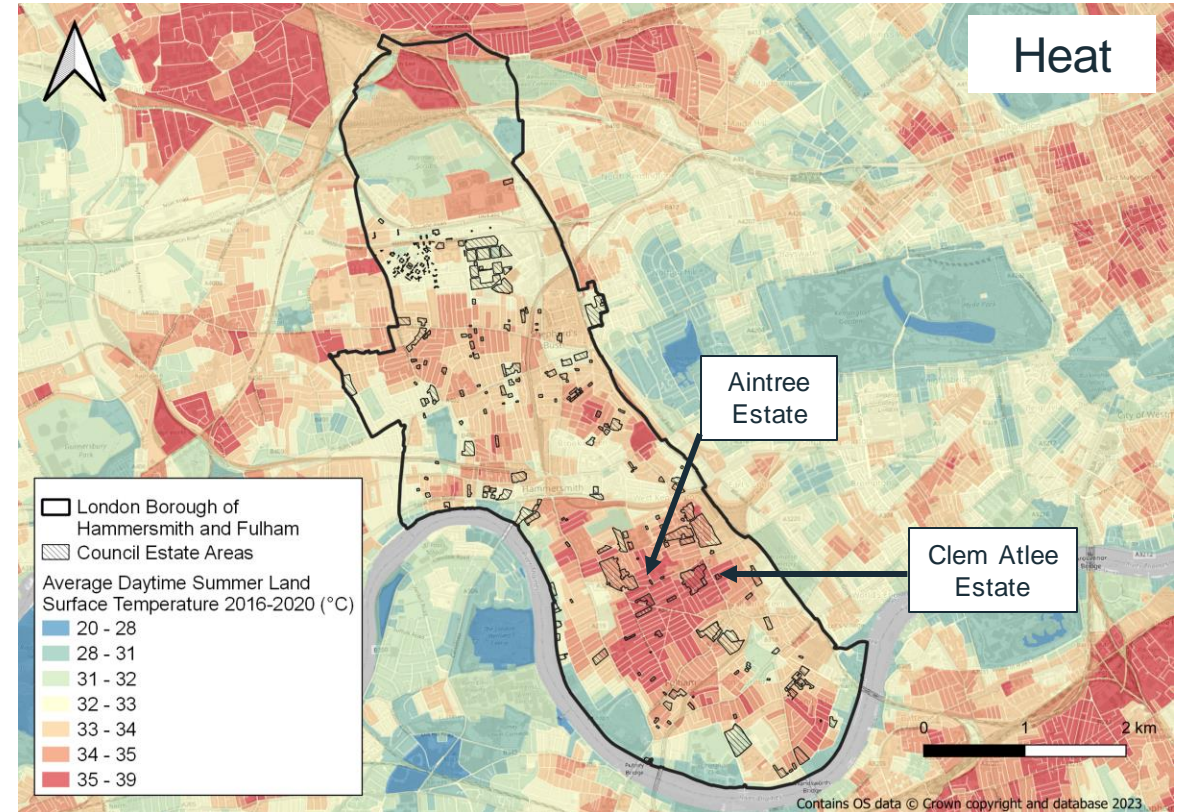 Heat
Aintree
Estate
Clem Atlee
Estate
Hammersmith
London Borough of
Hammersmith and Fulham
Council Estate Areas
Average Daytime Summer Land
Surface Temperature 2016-2020 (°C)
20 - 28
28 - 31
31 - 32
32 - 33
33 - 34
34 - 35
35 - 39
0 1 2 km
Contains OS data © Crown copyright and database 2023